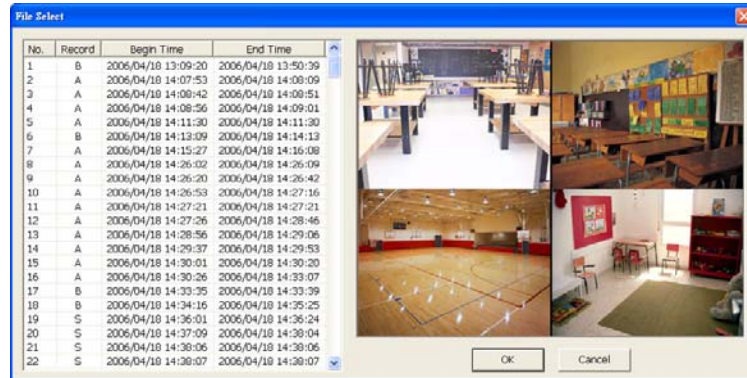 File Select
No. Record Begin Time End Time
1 B 2006/04/18 13:09:20 2006/04/18 13:50:39
2 A 2006/04/18 14:07:53 2006/04/18 14:08:09
3 A 2006/04/18 14:08:42 2006/04/18 14:08:51
4 A 2006/04/18 14:08:56 2006/04/18 14:09:01
5 A 2006/04/18 14:11:30 2006/04/18 14:11:30
6 B 2006/04/18 14:13:09 2006/04/18 14:14:13
7 A 2006/04/18 14:15:27 2006/04/18 14:16:08
8 A 2006/04/18 14:26:02 2006/04/18 14:26:09
9 A 2006/04/18 14:26:20 2006/04/18 14:26:42
10 A 2006/04/18 14:26:53 2006/04/18 14:27:16
11 A 2006/04/18 14:27:21 2006/04/18 14:27:21
12 A 2006/04/18 14:27:26 2006/04/18 14:28:46
13 A 2006/04/18 14:28:56 2006/04/18 14:29:06
14 A 2006/04/18 14:29:37 2006/04/18 14:29:53
15 A 2006/04/18 14:30:01 2006/04/18 14:30:20
16 A 2006/04/18 14:30:26 2006/04/18 14:33:07
17 B 2006/04/18 14:33:35 2006/04/18 14:33:39
18 B 2006/04/18 14:34:16 2006/04/18 14:35:25
19 S 2006/04/18 14:36:01 2006/04/18 14:36:24
20 S 2006/04/18 14:37:09 2006/04/18 14:38:04
21 S 2006/04/18 14:38:06 2006/04/18 14:38:06
22 S 2006/04/18 14:38:07 2006/04/18 14:38:07
OK Cancel